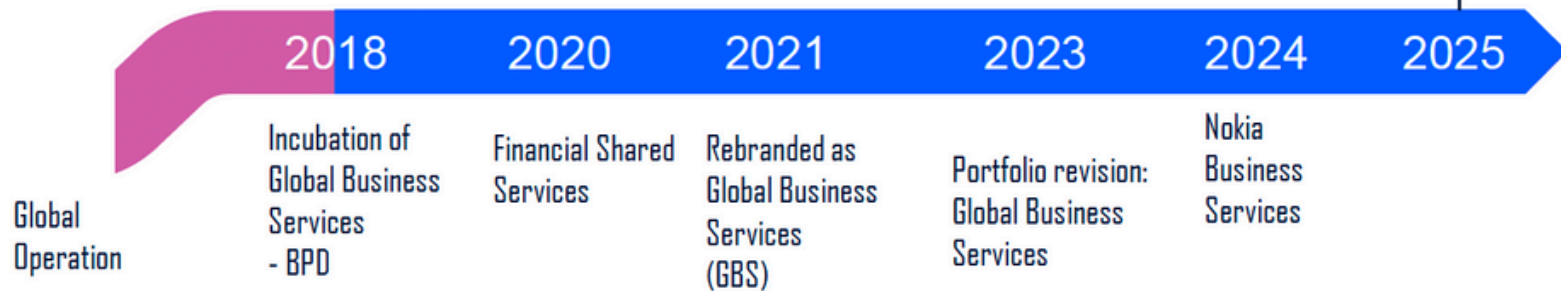 2018 2020 2021 2023 2024 2025
Global
Operation
Incubation of
Global Business
Services
- BPD
Financial Shared
Services
Rebranded as
Global Business
Services
(GBS)
Portfolio revision:
Global Business
Services
Nokia
Business
Services